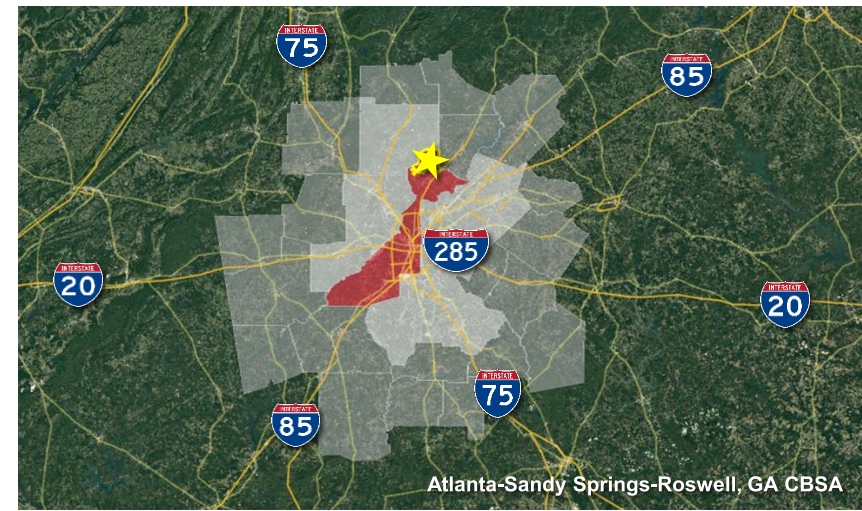 INTERSTATE
75
INTERSTATE
85
INTERSTATE
285
INTERSTATE
20
INTERSTATE
20
INTERSTATE
75
INTERSTATE
85
Atlanta-Sandy Springs-Roswell, GA CBSA